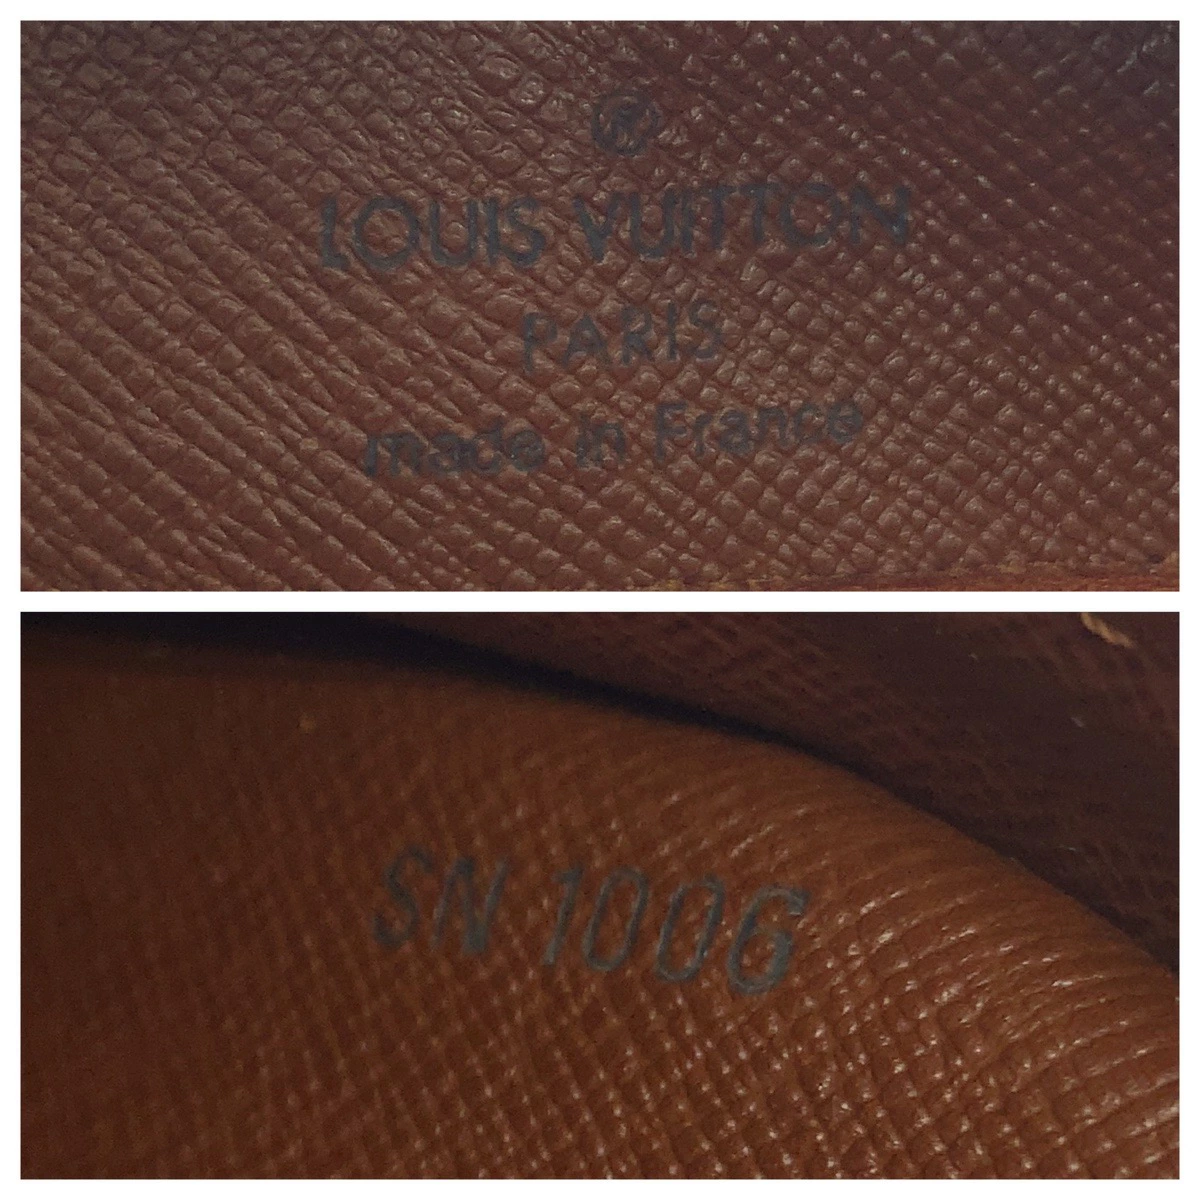 ®
LOUIS VUITTON
PARIS
made in France
SN 1006